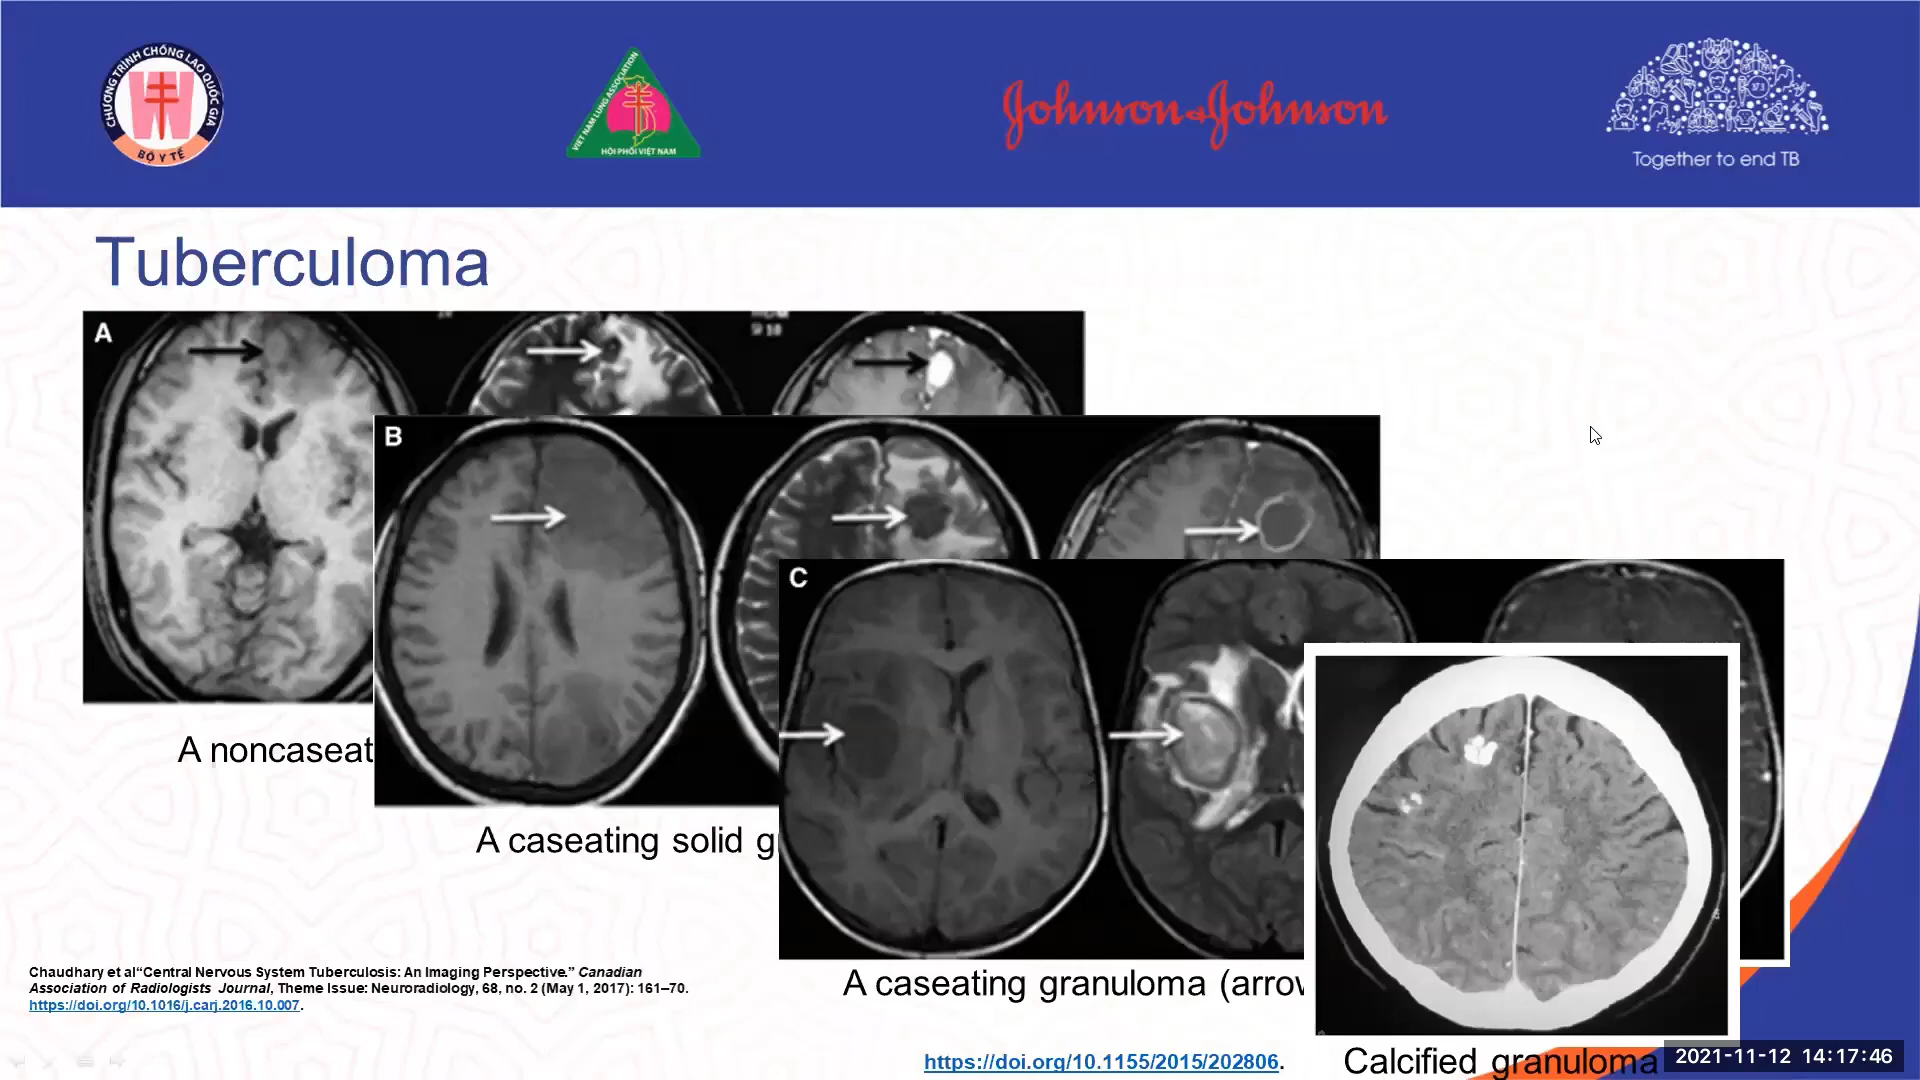 CHƯƠNG TRÌNH CHỐNG LAO QUỐC GIA
BỘ Y TẾ
VIET NAM LUNG ASSOCIATION
HỘI PHỔI VIỆT NAM
Johnson & Johnson
Together to end TB
Tuberculoma
A
B
C
A noncaseat
A caseating solid g
A caseating granuloma (arrow
Calcified granuloma
Chaudhary et al“Central Nervous System Tuberculosis: An Imaging Perspective.” Canadian
Association of Radiologists Journal, Theme Issue: Neuroradiology, 68, no. 2 (May 1, 2017): 161–70.
https://doi.org/10.1016/j.carj.2016.10.007.
https://doi.org/10.1155/2015/202806.
2021-11-12 14:17:46